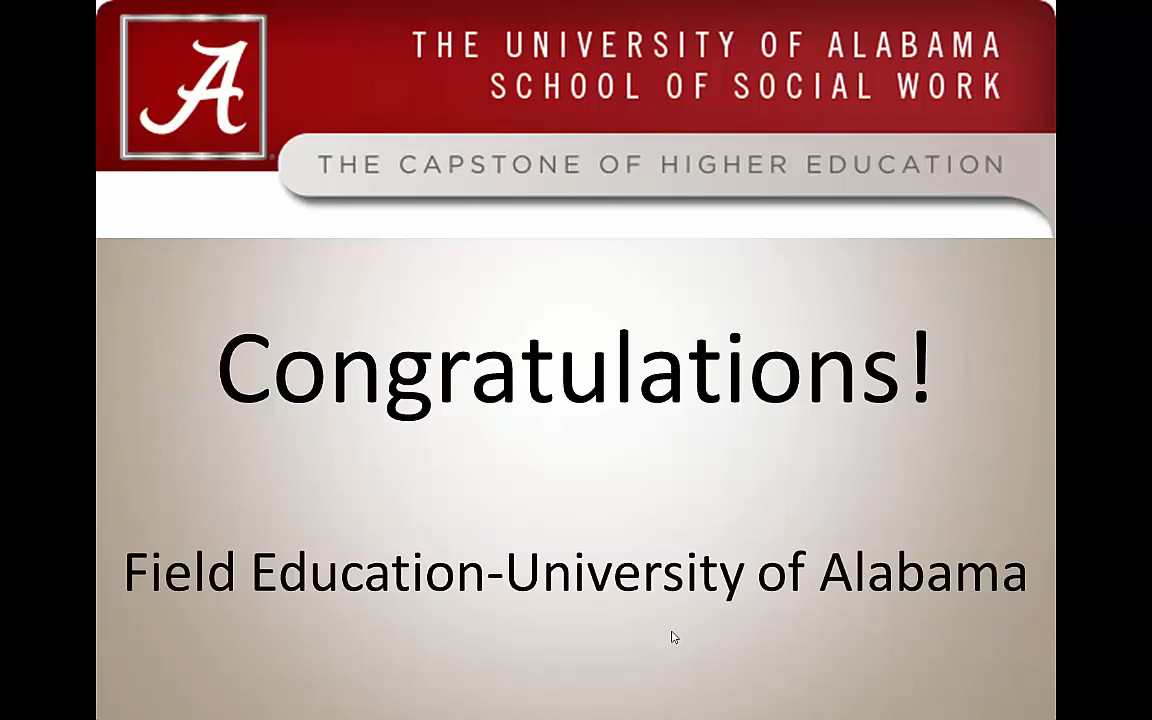 A
THE UNIVERSITY OF ALABAMA
SCHOOL OF SOCIAL WORK
THE CAPSTONE OF HIGHER EDUCATION
Congratulations!
Field Education-University of Alabama